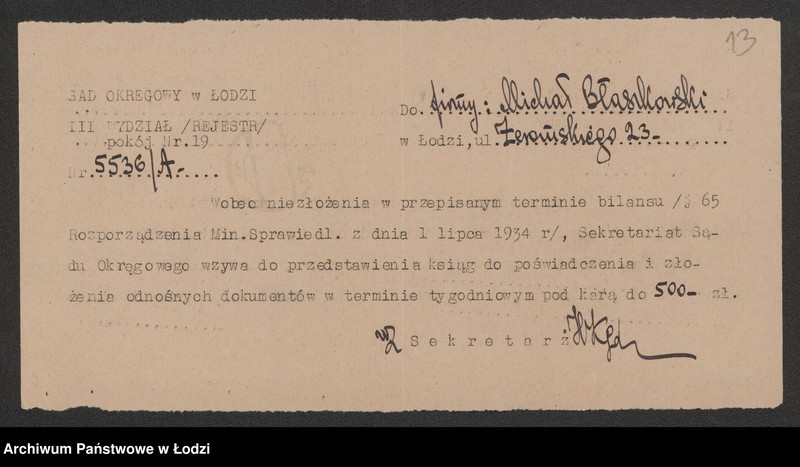 13
SĄD OKRĘGOWY w ŁODZI
III WYDZIAŁ /REJESTR/
pokój Nr.19
Nr. 5536/A-
Do firmy: Michał Błaszkowski
w Łodzi, ul. Żeromskiego 23-
Wobec niezłożenia w przepisanym terminie bilansu /§ 65
Rozporządzenia Min.Sprawiedl. z dnia 1 lipca 1934 r/, Sekretariat Są-
du Okręgowego wzywa do przedstawienia ksiąg do poświadczenia i zło-
żenia odnośnych dokumentów w terminie tygodniowym pod karą do 500- zł.
Sekretarz
Archiwum Państwowe w Łodzi